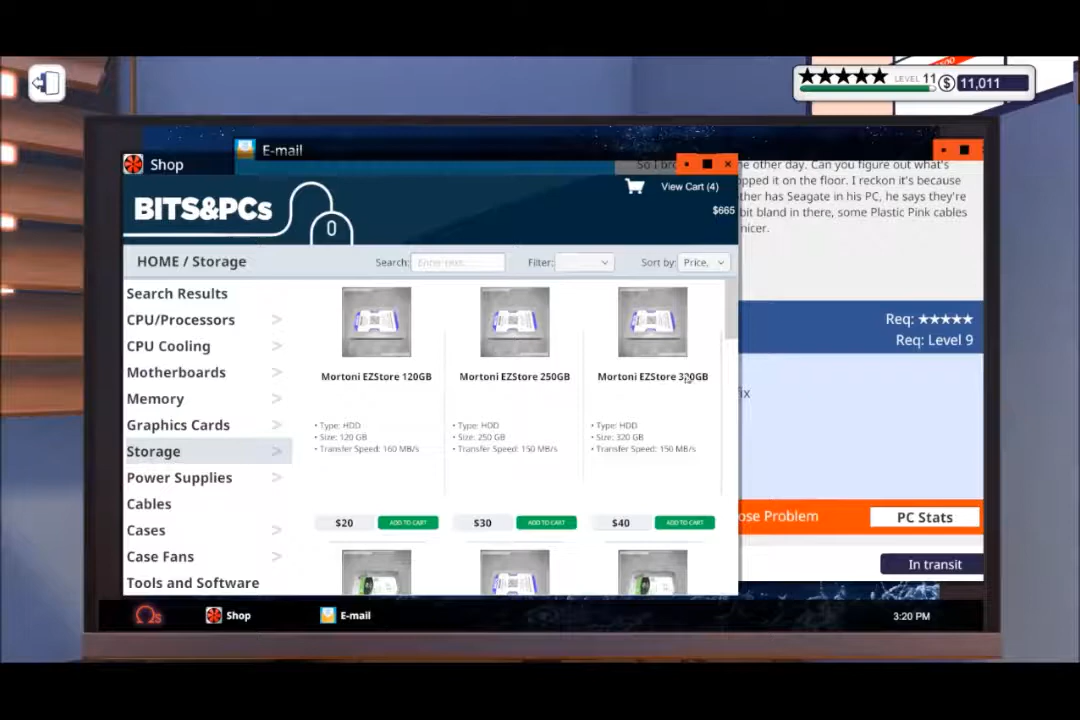 LEVEL 11 $ 11,011
E-mail
Shop
the other day. Can you figure out what's
opped it on the floor. I reckon it's because
ther has Seagate in his PC, he says they're
bit bland in there, some Plastic Pink cables
nicer.
View Cart (4)
BITS&PCs
$665
HOME / Storage
Search: Enter text...
Filter:
Sort by: Price,
Search Results
CPU/Processors >
CPU Cooling >
Motherboards >
Memory >
Graphics Cards >
Storage >
Power Supplies >
Cables
Cases >
Case Fans >
Tools and Software
Mortoni EZStore 120GB
• Type: HDD
• Size: 120 GB
• Transfer Speed: 160 MB/s
$20 ADD TO CART
Mortoni EZStore 250GB
• Type: HDD
• Size: 250 GB
• Transfer Speed: 150 MB/s
$30 ADD TO CART
Mortoni EZStore 320GB
• Type: HDD
• Size: 320 GB
• Transfer Speed: 150 MB/s
$40 ADD TO CART
Req: ★★★★★
Req: Level 9
ix
ose Problem
PC Stats
In transit
Shop
E-mail
3:20 PM